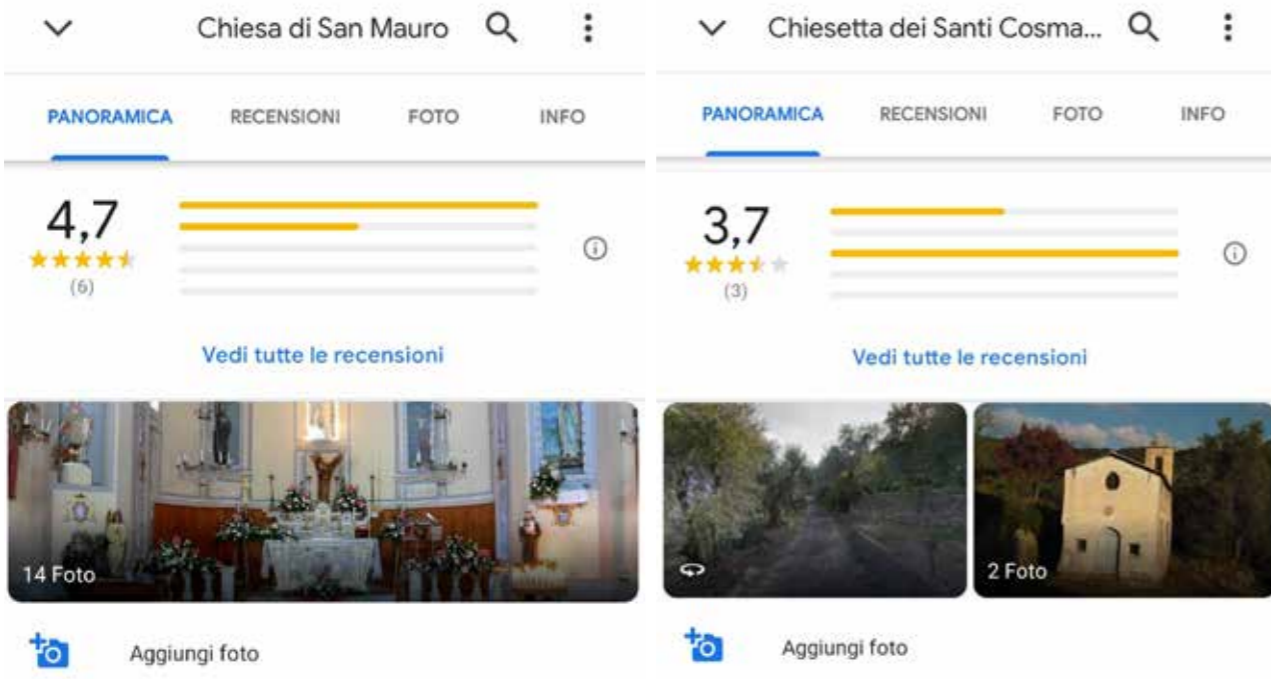 Chiesa di San Mauro
PANORAMICA RECENSIONI FOTO INFO
4,7
(6)
Vedi tutte le recensioni
14 Foto
Aggiungi foto
Chiesetta dei Santi Cosma...
PANORAMICA RECENSIONI FOTO INFO
3,7
(3)
Vedi tutte le recensioni
2 Foto
Aggiungi foto